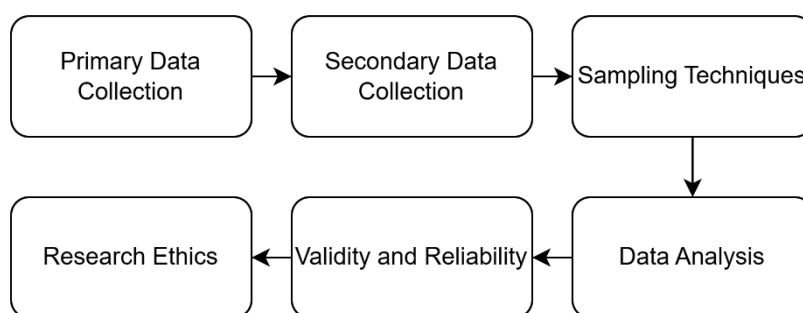 Primary Data
Collection
Secondary Data
Collection
Sampling Techniques
Data Analysis
Validity and Reliability
Research Ethics